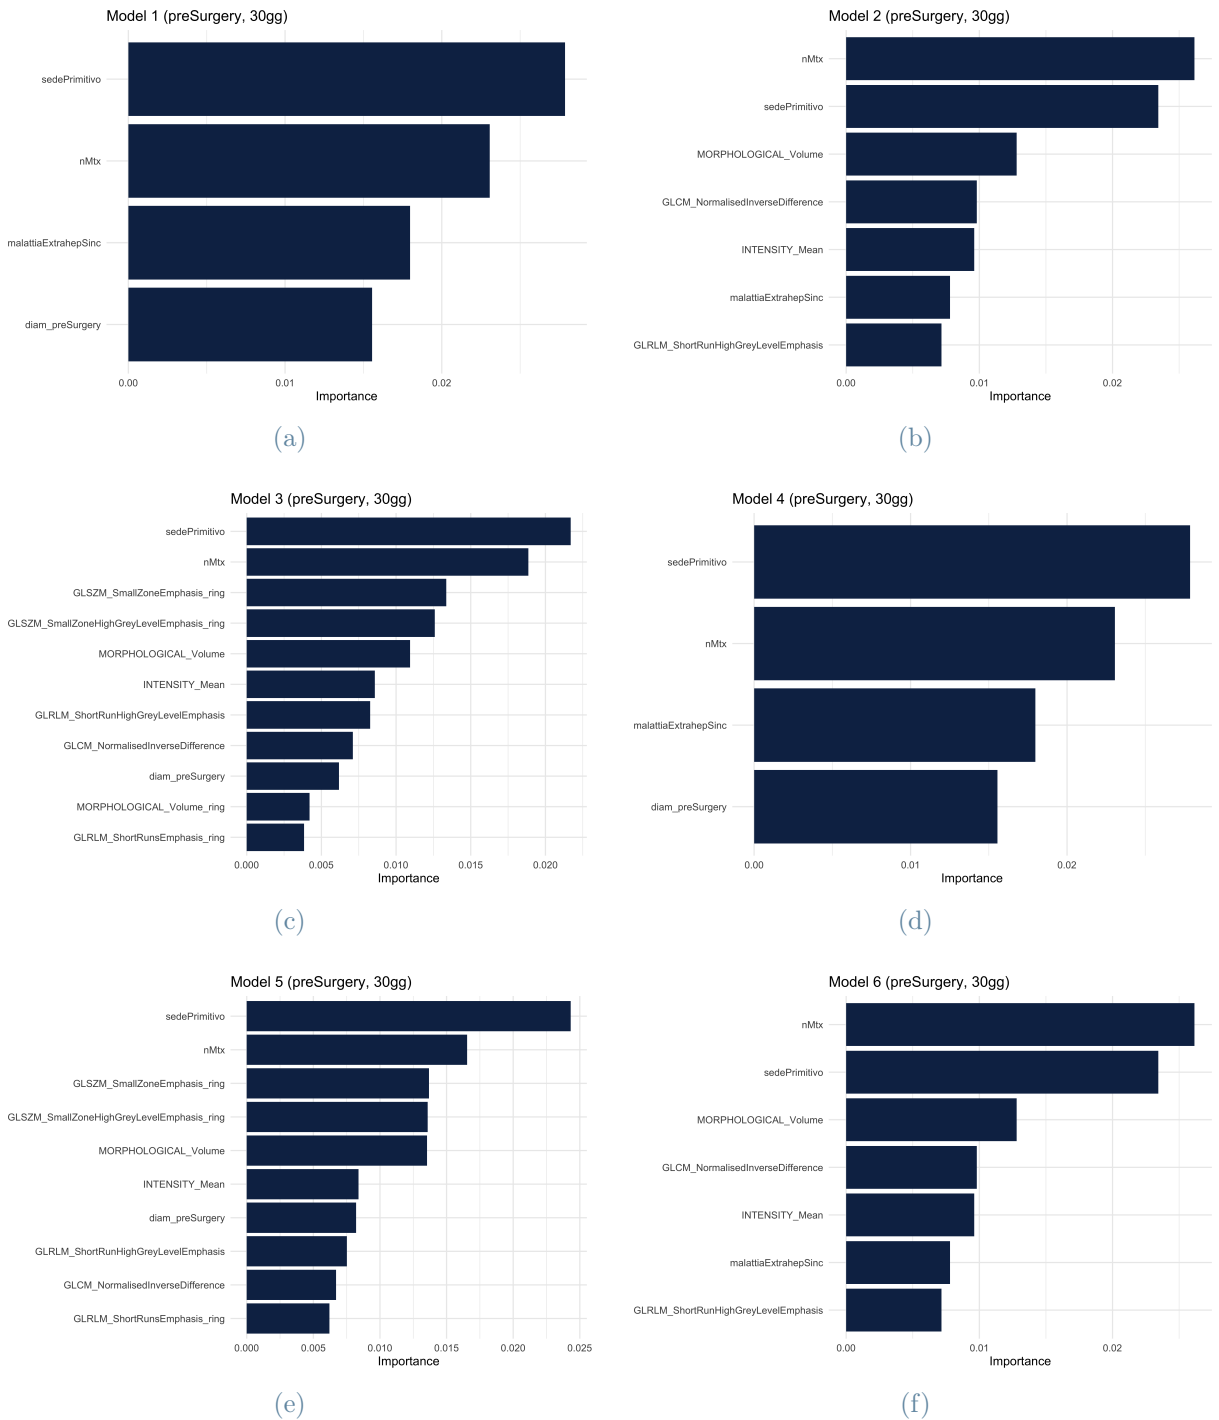 Model 1 (preSurgery, 30gg)
sedePrimitivo
nMtx
malattiaExtrahepSinc
diam_preSurgery
0.00 0.01 0.02
Importance
(a)
Model 2 (preSurgery, 30gg)
nMtx
sedePrimitivo
MORPHOLOGICAL_Volume
GLCM_NormalisedInverseDifference
INTENSITY_Mean
malattiaExtrahepSinc
GLRLM_ShortRunHighGreyLevelEmphasis
0.00 0.01 0.02
Importance
(b)
Model 3 (preSurgery, 30gg)
sedePrimitivo
nMtx
GLSZM_SmallZoneEmphasis_ring
GLSZM_SmallZoneHighGreyLevelEmphasis_ring
MORPHOLOGICAL_Volume
INTENSITY_Mean
GLRLM_ShortRunHighGreyLevelEmphasis
GLCM_NormalisedInverseDifference
diam_preSurgery
MORPHOLOGICAL_Volume_ring
GLRLM_ShortRunsEmphasis_ring
0.000 0.005 0.010 0.015 0.020
Importance
(c)
Model 4 (preSurgery, 30gg)
sedePrimitivo
nMtx
malattiaExtrahepSinc
diam_preSurgery
0.00 0.01 0.02
Importance
(d)
Model 5 (preSurgery, 30gg)
sedePrimitivo
nMtx
GLSZM_SmallZoneEmphasis_ring
GLSZM_SmallZoneHighGreyLevelEmphasis_ring
MORPHOLOGICAL_Volume
INTENSITY_Mean
diam_preSurgery
GLRLM_ShortRunHighGreyLevelEmphasis
GLCM_NormalisedInverseDifference
GLRLM_ShortRunsEmphasis_ring
0.000 0.005 0.010 0.015 0.020 0.025
Importance
(e)
Model 6 (preSurgery, 30gg)
nMtx
sedePrimitivo
MORPHOLOGICAL_Volume
GLCM_NormalisedInverseDifference
INTENSITY_Mean
malattiaExtrahepSinc
GLRLM_ShortRunHighGreyLevelEmphasis
0.00 0.01 0.02
Importance
(f)